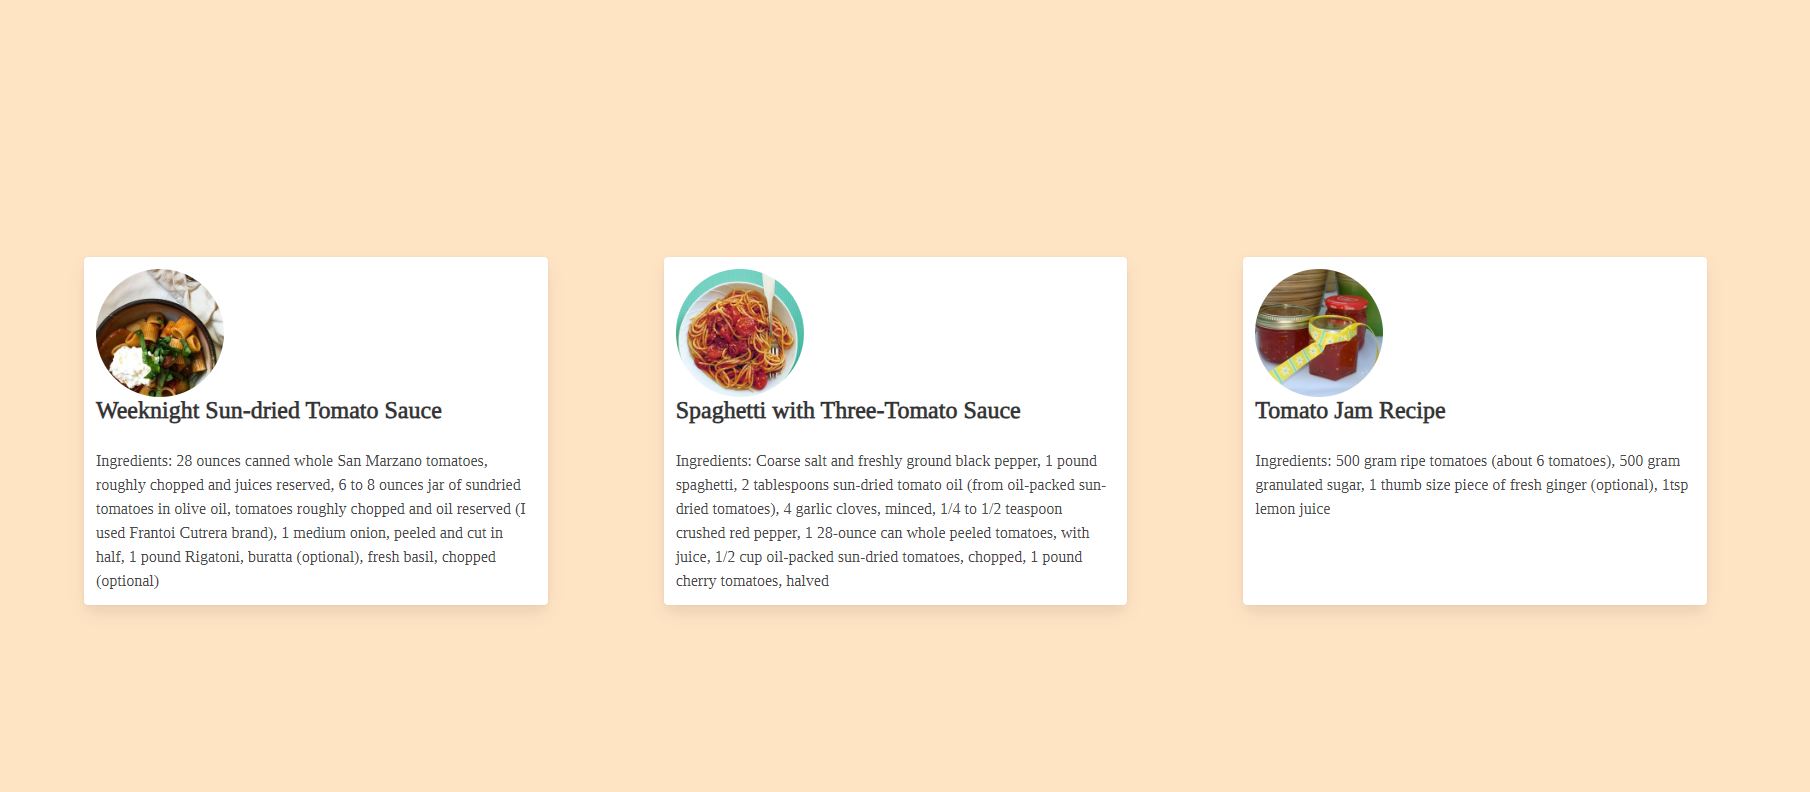 Weeknight Sun-dried Tomato Sauce
Ingredients: 28 ounces canned whole San Marzano tomatoes,
roughly chopped and juices reserved, 6 to 8 ounces jar of sundried
tomatoes in olive oil, tomatoes roughly chopped and oil reserved (I
used Frantoi Cutrera brand), 1 medium onion, peeled and cut in
half, 1 pound Rigatoni, buratta (optional), fresh basil, chopped
(optional)
Spaghetti with Three-Tomato Sauce
Ingredients: Coarse salt and freshly ground black pepper, 1 pound
spaghetti, 2 tablespoons sun-dried tomato oil (from oil-packed sun-
dried tomatoes), 4 garlic cloves, minced, 1/4 to 1/2 teaspoon
crushed red pepper, 1 28-ounce can whole peeled tomatoes, with
juice, 1/2 cup oil-packed sun-dried tomatoes, chopped, 1 pound
cherry tomatoes, halved
Tomato Jam Recipe
Ingredients: 500 gram ripe tomatoes (about 6 tomatoes), 500 gram
granulated sugar, 1 thumb size piece of fresh ginger (optional), 1tsp
lemon juice